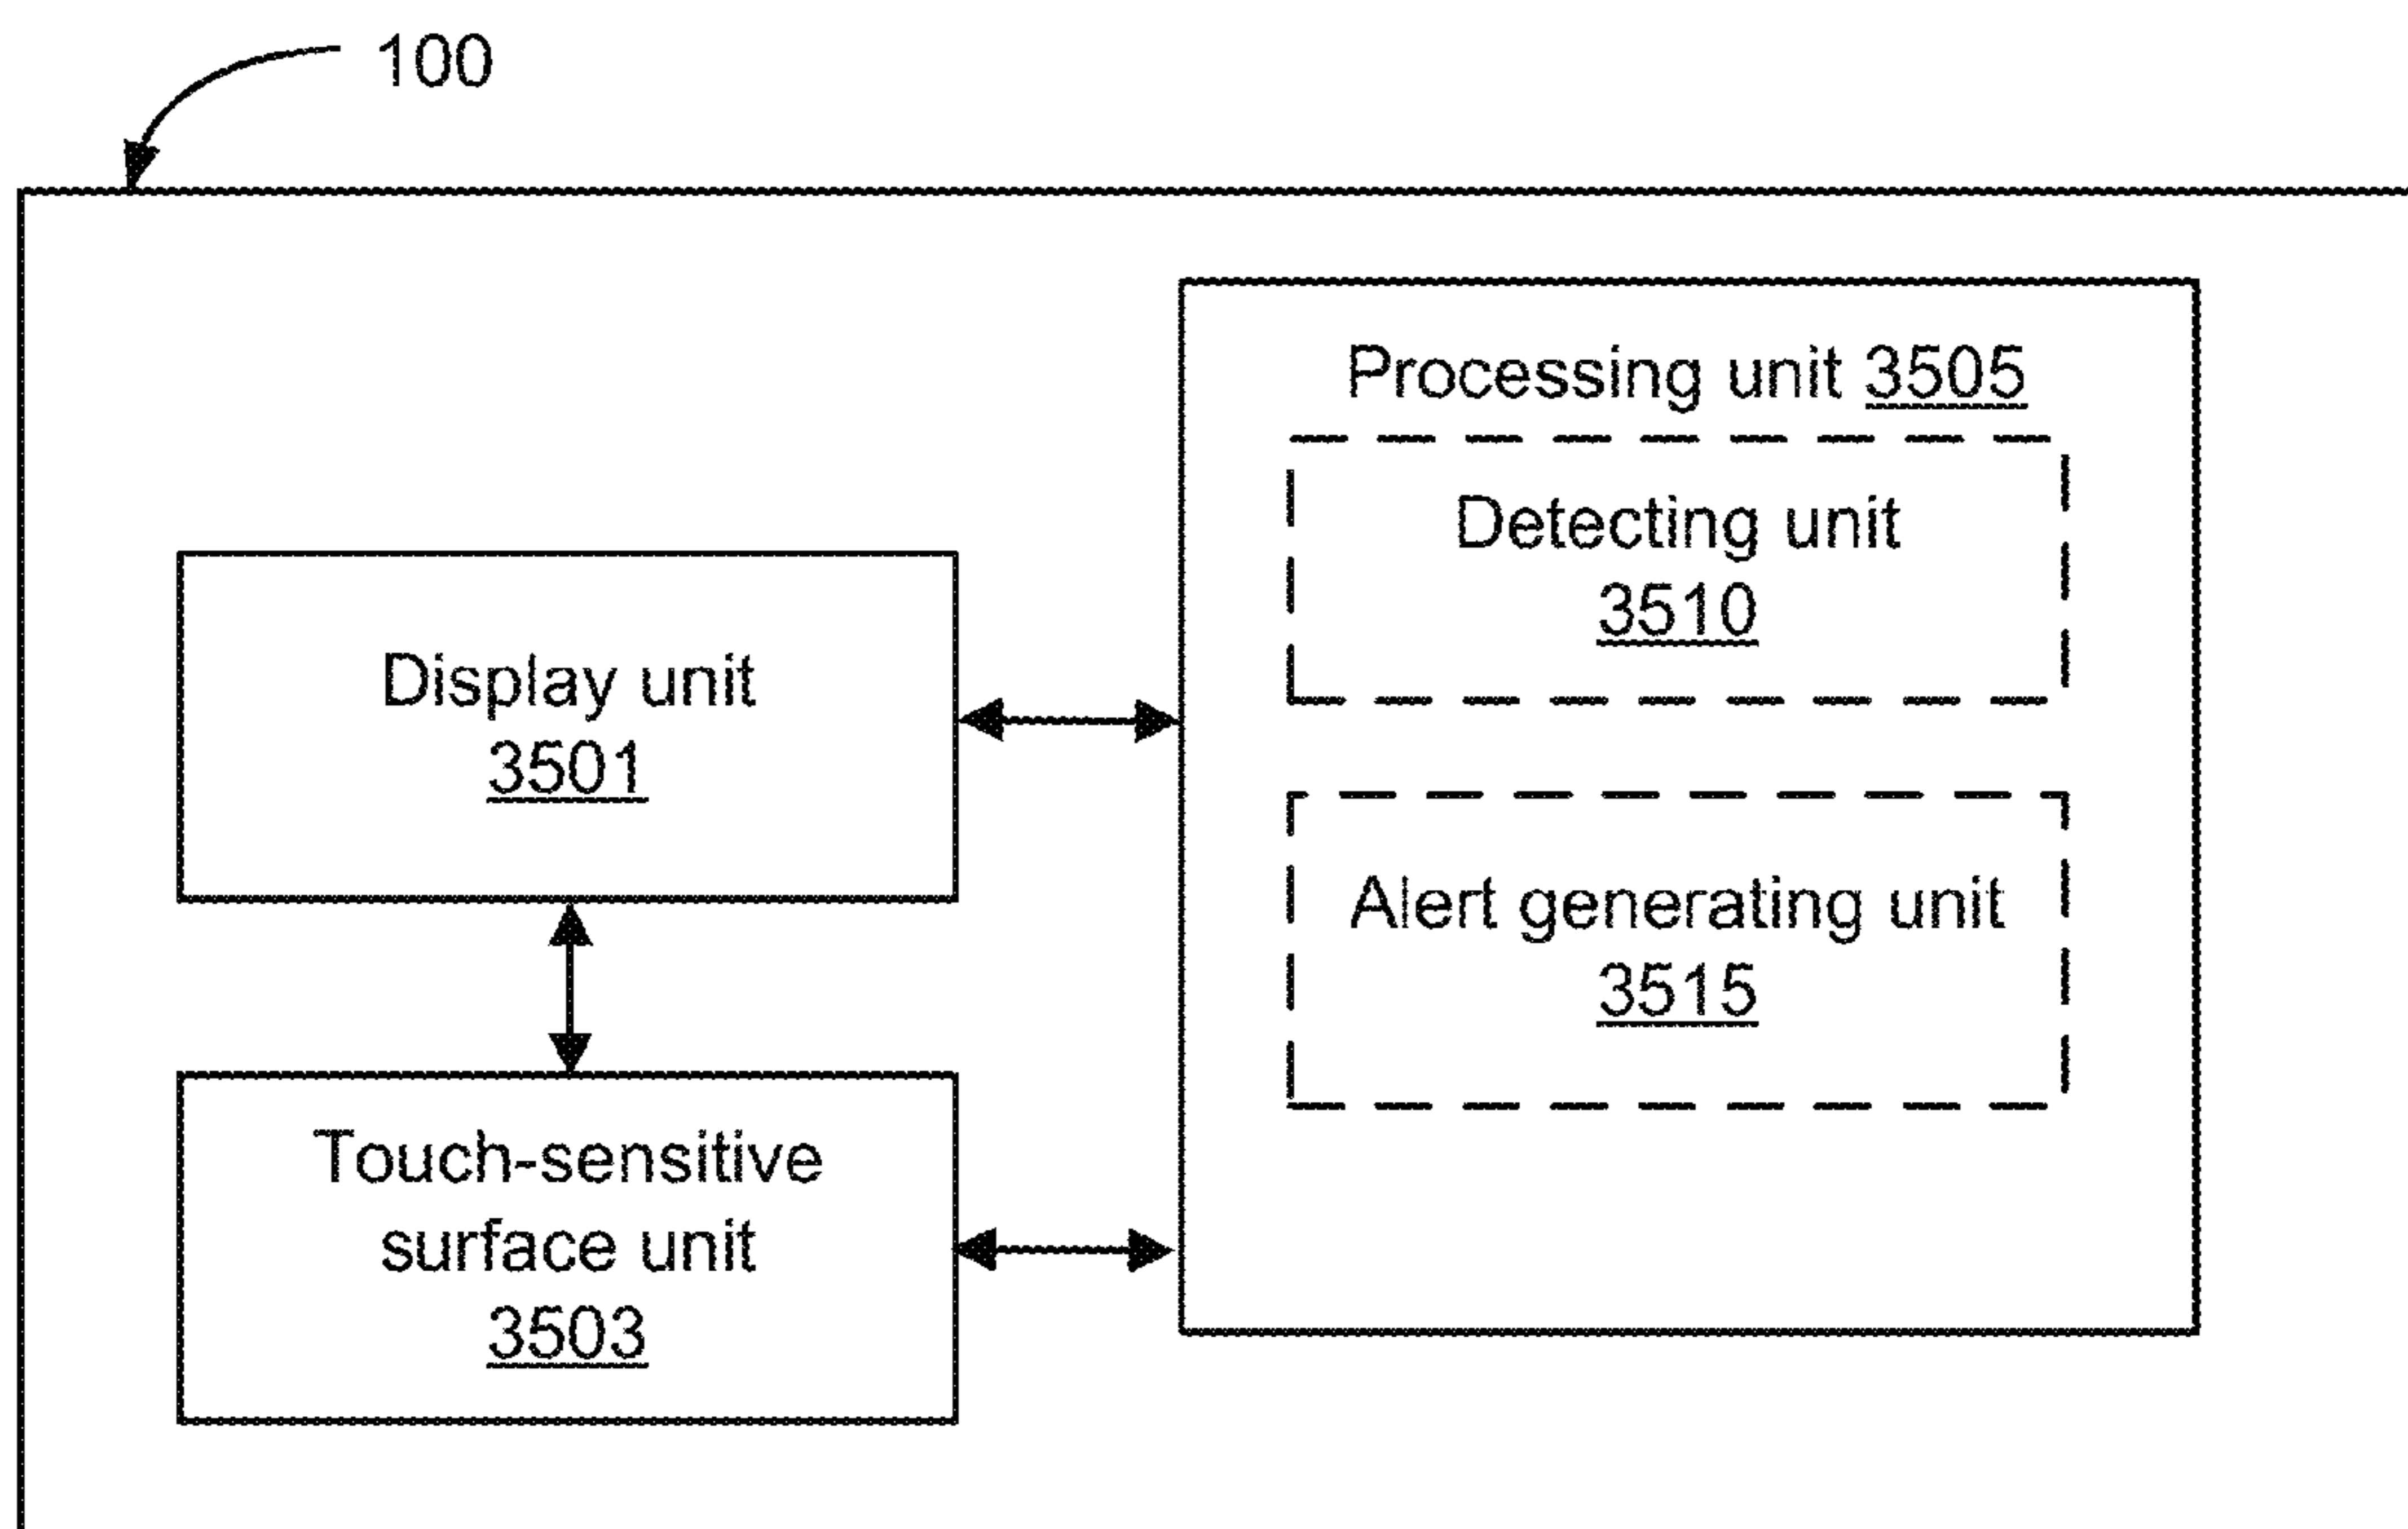 100
Processing unit 3505
Detecting unit
3510
Display unit
3501
Alert generating unit
3515
Touch-sensitive
surface unit
3503